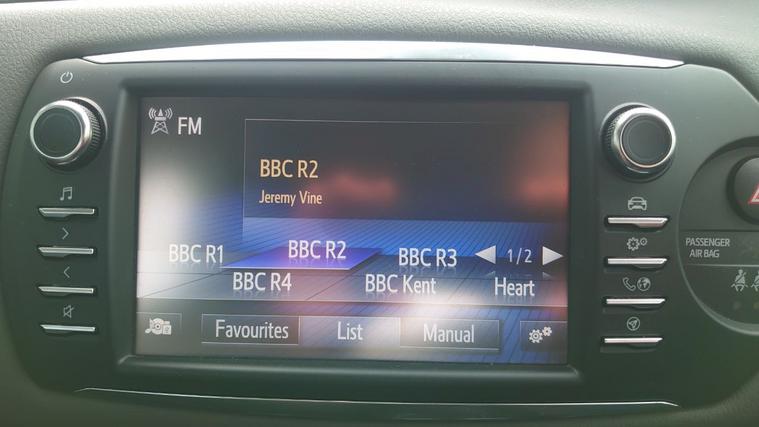 FM
BBC R2
Jeremy Vine
BBC R1 BBC R2 BBC R3 1/2
BBC R4 BBC Kent Heart
Favourites List Manual
PASSENGER
AIR BAG